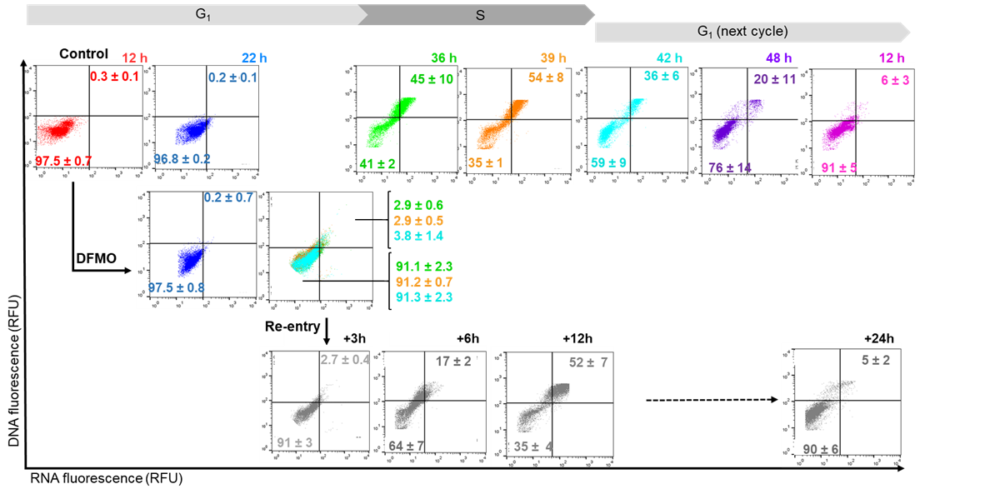 G1
S
G1 (next cycle)
Control
12 h
22 h
36 h
39 h
42 h
48 h
12 h
0.3 ± 0.1
0.2 ± 0.1
45 ± 10
54 ± 8
36 ± 6
20 ± 11
6 ± 3
97.5 ± 0.7
96.8 ± 0.2
41 ± 2
35 ± 1
59 ± 9
76 ± 14
91 ± 5
DFMO
0.2 ± 0.7
97.5 ± 0.8
2.9 ± 0.6
2.9 ± 0.5
3.8 ± 1.4
91.1 ± 2.3
91.2 ± 0.7
91.3 ± 2.3
Re-entry
+3h
+6h
+12h
+24h
2.7 ± 0.4
17 ± 2
52 ± 7
5 ± 2
91 ± 3
64 ± 7
35 ± 4
90 ± 6
DNA fluorescence (RFU)
RNA fluorescence (RFU)